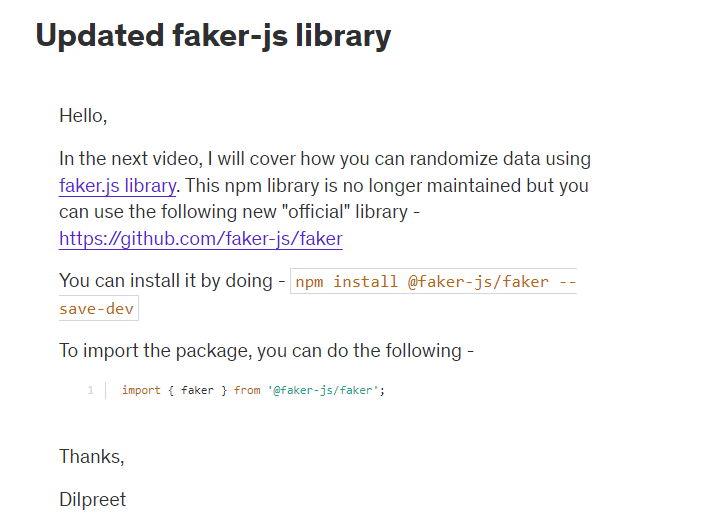 Updated faker-js library
Hello,
In the next video, I will cover how you can randomize data using
faker.js library. This npm library is no longer maintained but you
can use the following new "official" library -
https://github.com/faker-js/faker
You can install it by doing - npm install @faker-js/faker --
save-dev
To import the package, you can do the following -
1 import { faker } from '@faker-js/faker';
Thanks,
Dilpreet